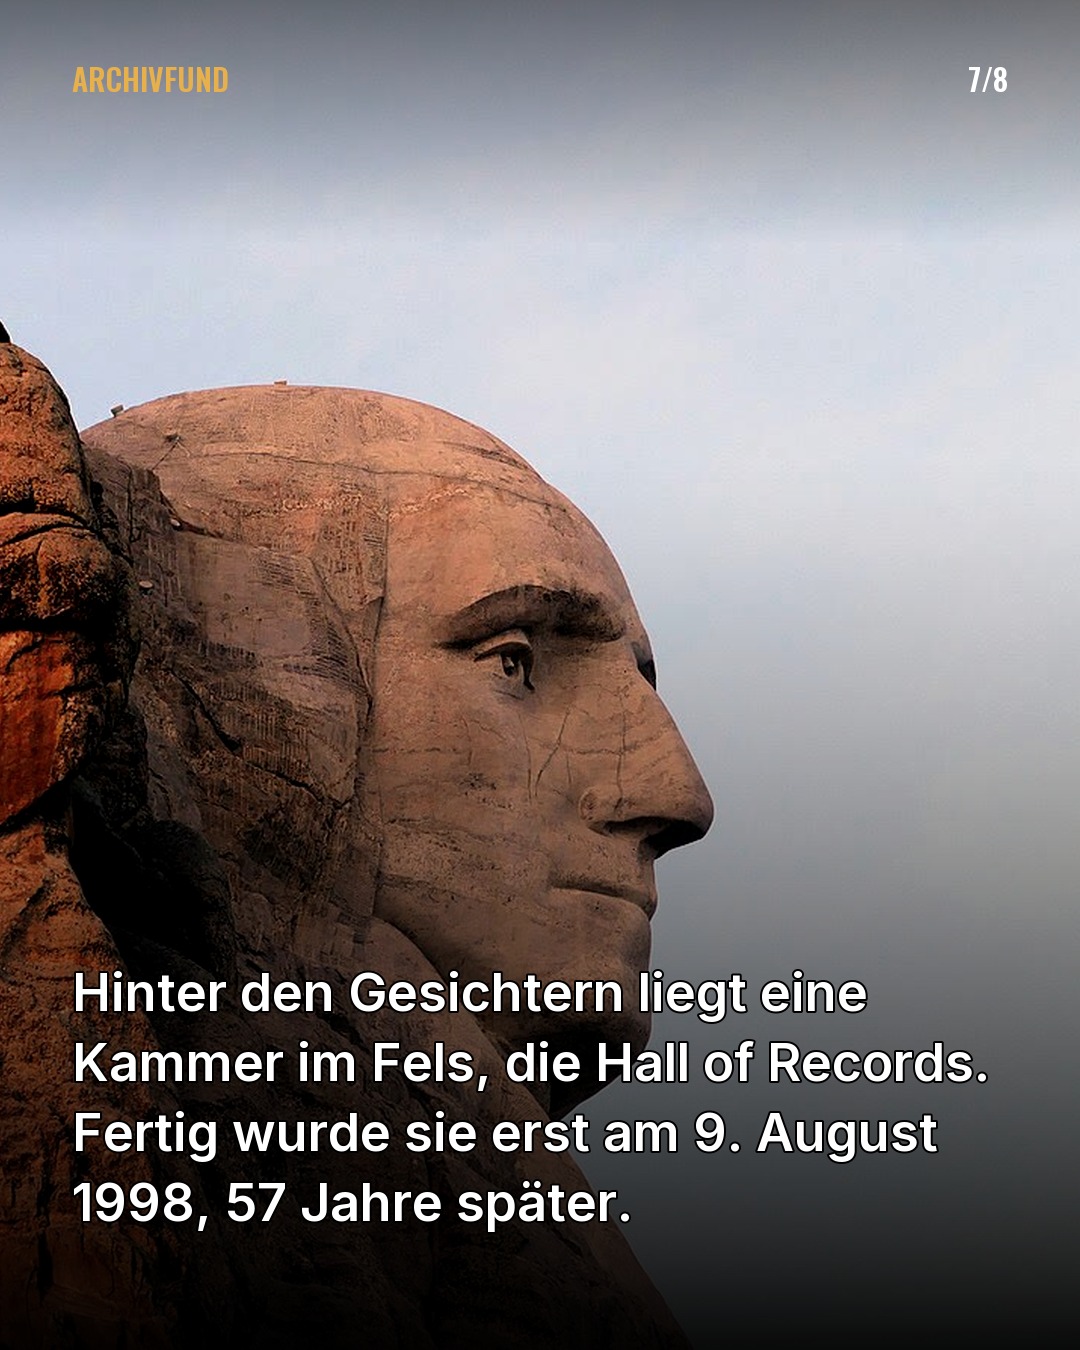 ARCHIVFUND
7/8
Hinter den Gesichtern liegt eine
Kammer im Fels, die Hall of Records.
Fertig wurde sie erst am 9. August
1998, 57 Jahre später.